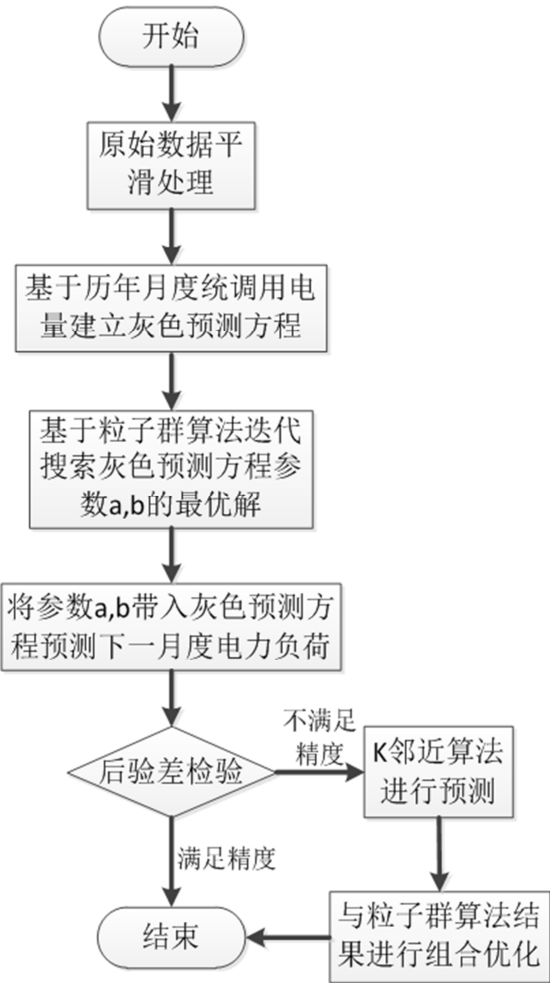 开始
原始数据平
滑处理
基于历年月度统调用电
量建立灰色预测方程
基于粒子群算法迭代
搜索灰色预测方程参
数a,b的最优解
将参数a,b带入灰色预测方
程预测下一月度电力负荷
后验差检验
不满足
精度
K邻近算法
进行预测
满足精度
与粒子群算法结
果进行组合优化
结束